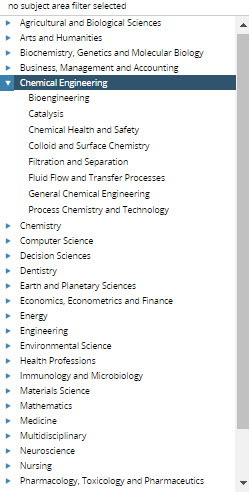 no subject area filter selected
Agricultural and Biological Sciences
Arts and Humanities
Biochemistry, Genetics and Molecular Biology
Business, Management and Accounting
Chemical Engineering
Bioengineering
Catalysis
Chemical Health and Safety
Colloid and Surface Chemistry
Filtration and Separation
Fluid Flow and Transfer Processes
General Chemical Engineering
Process Chemistry and Technology
Chemistry
Computer Science
Decision Sciences
Dentistry
Earth and Planetary Sciences
Economics, Econometrics and Finance
Energy
Engineering
Environmental Science
Health Professions
Immunology and Microbiology
Materials Science
Mathematics
Medicine
Multidisciplinary
Neuroscience
Nursing
Pharmacology, Toxicology and Pharmaceutics